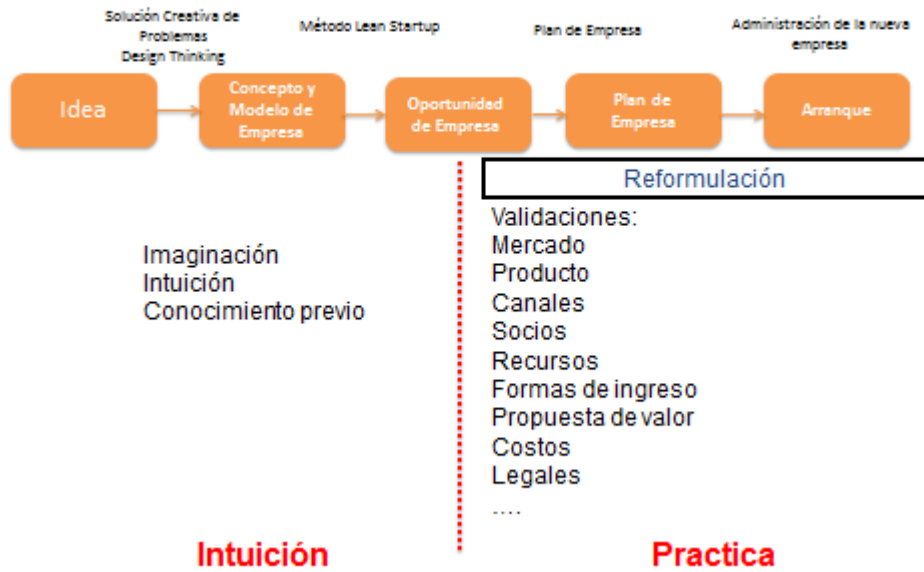 Solución Creativa de
Problemas
Design Thinking
Método Lean Startup
Plan de Empresa
Administración de la nueva
empresa
Idea
Concepto y
Modelo de
Empresa
Oportunidad
de Empresa
Plan de
Empresa
Arranque
Reformulación
Imaginación
Intuición
Conocimiento previo
Validaciones:
Mercado
Producto
Canales
Socios
Recursos
Formas de ingreso
Propuesta de valor
Costos
Legales
....
Intuición
Practica